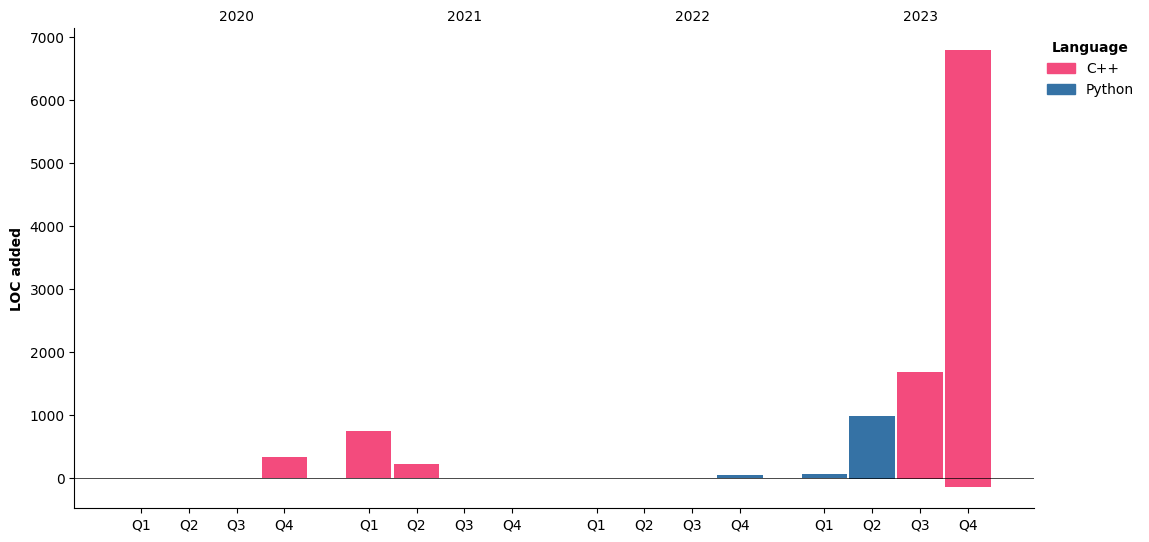 2020 2021 2022 2023
Language
C++
Python
LOC added
7000
6000
5000
4000
3000
2000
1000
0
Q1 Q2 Q3 Q4 Q1 Q2 Q3 Q4 Q1 Q2 Q3 Q4 Q1 Q2 Q3 Q4